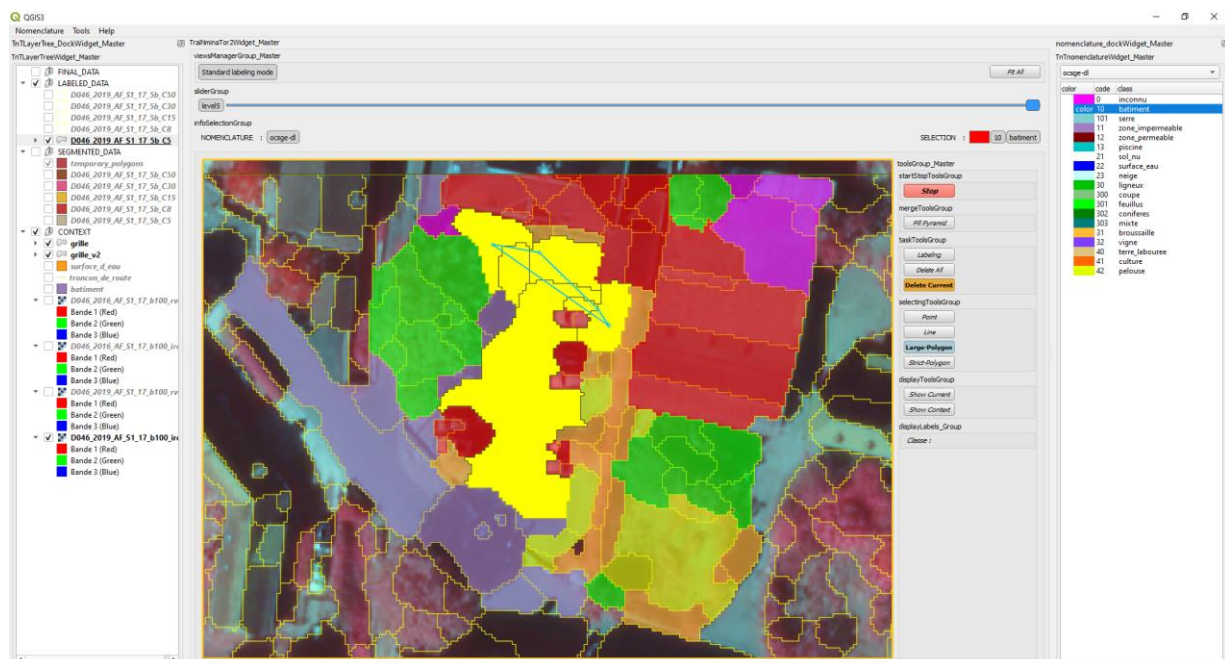 QGIS3
Nomenclature Tools Help
TnTLayerTree_DockWidget_Master
TnTLayerTreeWidget_Master
FINAL_DATA
LABELED_DATA
D046_2019_AF_S1_17_5b_C50
D046_2019_AF_S1_17_5b_C30
D046_2019_AF_S1_17_5b_C15
D046_2019_AF_S1_17_5b_C8
D046_2019_AF_S1_17_5b_C5
SEGMENTED_DATA
temporary_polygons
D046_2019_AF_S1_17_5b_C50
D046_2019_AF_S1_17_5b_C30
D046_2019_AF_S1_17_5b_C15
D046_2019_AF_S1_17_5b_C8
D046_2019_AF_S1_17_5b_C5
CONTEXT
grille
grille_v2
surface_d_eau
troncon_de_route
batiment
D046_2016_AF_S1_17_b100_rv
Bande 1 (Red)
Bande 2 (Green)
Bande 3 (Blue)
D046_2016_AF_S1_17_b100_irc
Bande 1 (Red)
Bande 2 (Green)
Bande 3 (Blue)
D046_2019_AF_S1_17_b100_rv
Bande 1 (Red)
Bande 2 (Green)
Bande 3 (Blue)
D046_2019_AF_S1_17_b100_irc
Bande 1 (Red)
Bande 2 (Green)
Bande 3 (Blue)
TraiNminaTor2Widget_Master
viewsManagerGroup_Master
Standard labeling mode
Fit All
sliderGroup
level5
infoSelectionGroup
NOMENCLATURE : ocsge-dl
SELECTION : 10 batiment
toolsGroup_Master
startStopToolsGroup
Stop
mergeToolsGroup
Fill Pyramid
taskToolsGroup
Labeling
Delete All
Delete Current
selectingToolsGroup
Point
Line
Large-Polygon
Strict-Polygon
displayToolsGroup
Show Current
Show Context
displayLabels_Group
Classe :
nomenclature_dockWidget_Master
TnTnomenclatureWidget_Master
ocsge-dl
color code class
0 inconnu
color 10 batiment
101 serre
11 zone_impermeable
12 zone_permeable
13 piscine
21 sol_nu
22 surface_eau
23 neige
30 ligneux
300 coupe
301 feuillus
302 coniferes
303 mixte
31 broussaille
32 vigne
40 terre_labouree
41 culture
42 pelouse